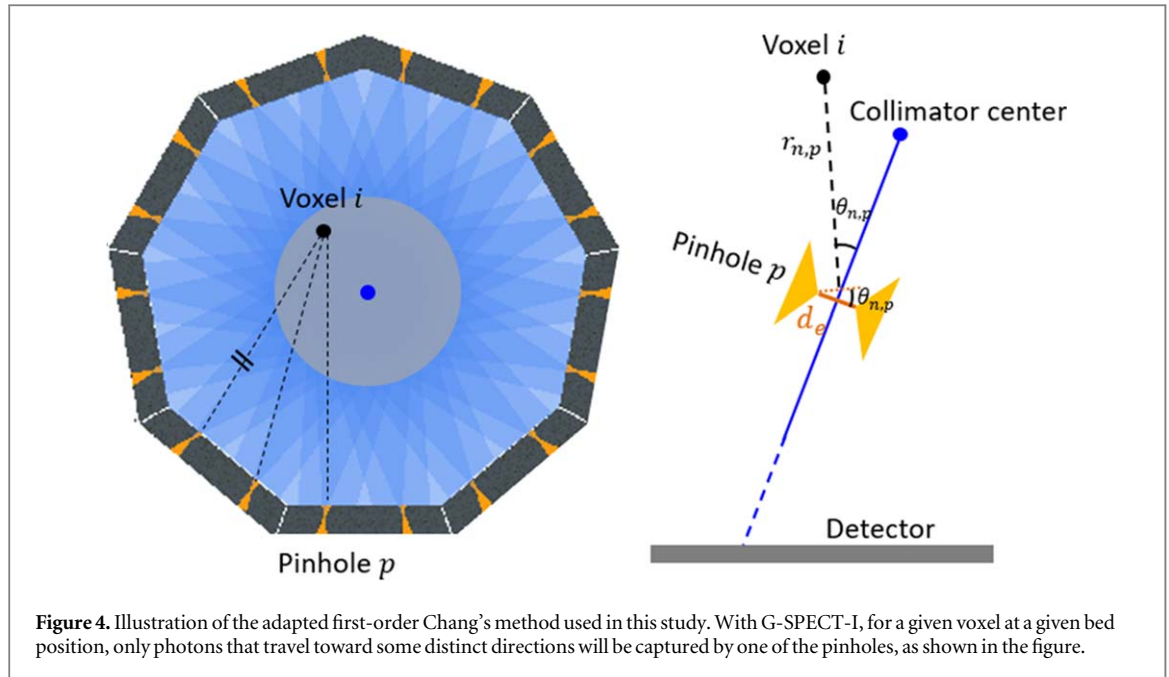 Voxel i
Pinhole p
Voxel i
Collimator center
r_{n,p}
θ_{n,p}
Pinhole p
θ_{n,p}
d_e
Detector
Figure 4. Illustration of the adapted first-order Chang's method used in this study. With G-SPECT-I, for a given voxel at a given bed
position, only photons that travel toward some distinct directions will be captured by one of the pinholes, as shown in the figure.